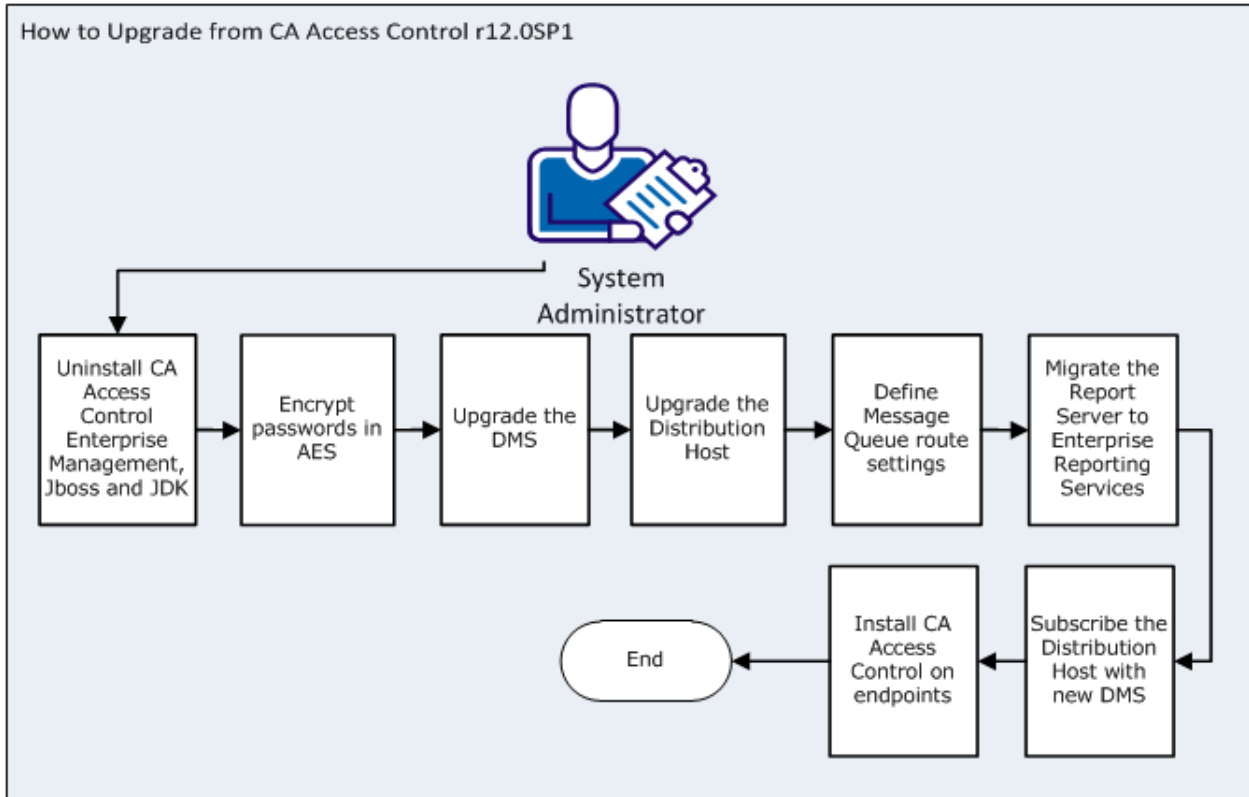 How to Upgrade from CA Access Control r12.0SP1
System
Administrator
Uninstall CA
Access
Control
Enterprise
Management,
Jboss and JDK
Encrypt
passwords in
AES
Upgrade the
DMS
Upgrade the
Distribution
Host
Define
Message
Queue route
settings
Migrate the
Report
Server to
Enterprise
Reporting
Services
Subscribe the
Distribution
Host with
new DMS
Install CA
Access
Control on
endpoints
End